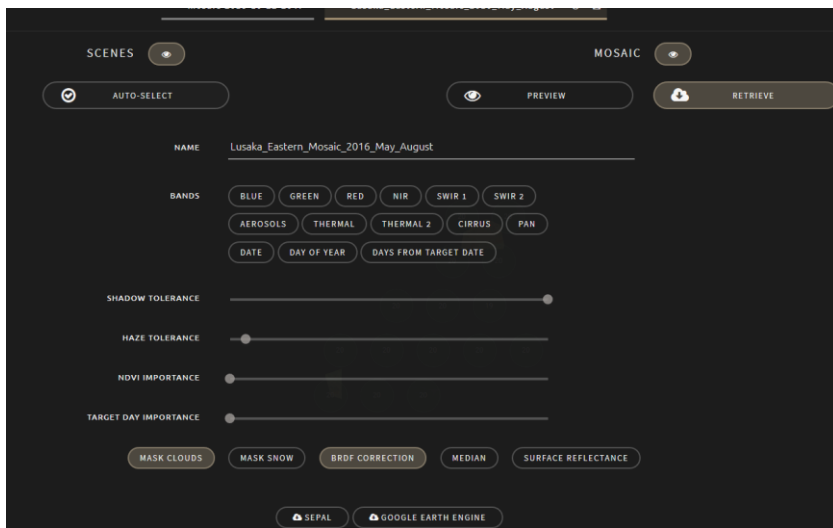 SCENES MOSAIC
AUTO-SELECT PREVIEW RETRIEVE
NAME Lusaka_Eastern_Mosaic_2016_May_August
BANDS BLUE GREEN RED NIR SWIR 1 SWIR 2
AEROSOLS THERMAL THERMAL 2 CIRRUS PAN
DATE DAY OF YEAR DAYS FROM TARGET DATE
SHADOW TOLERANCE
HAZE TOLERANCE
NDVI IMPORTANCE
TARGET DAY IMPORTANCE
MASK CLOUDS MASK SNOW BRDF CORRECTION MEDIAN SURFACE REFLECTANCE
SEPAL GOOGLE EARTH ENGINE